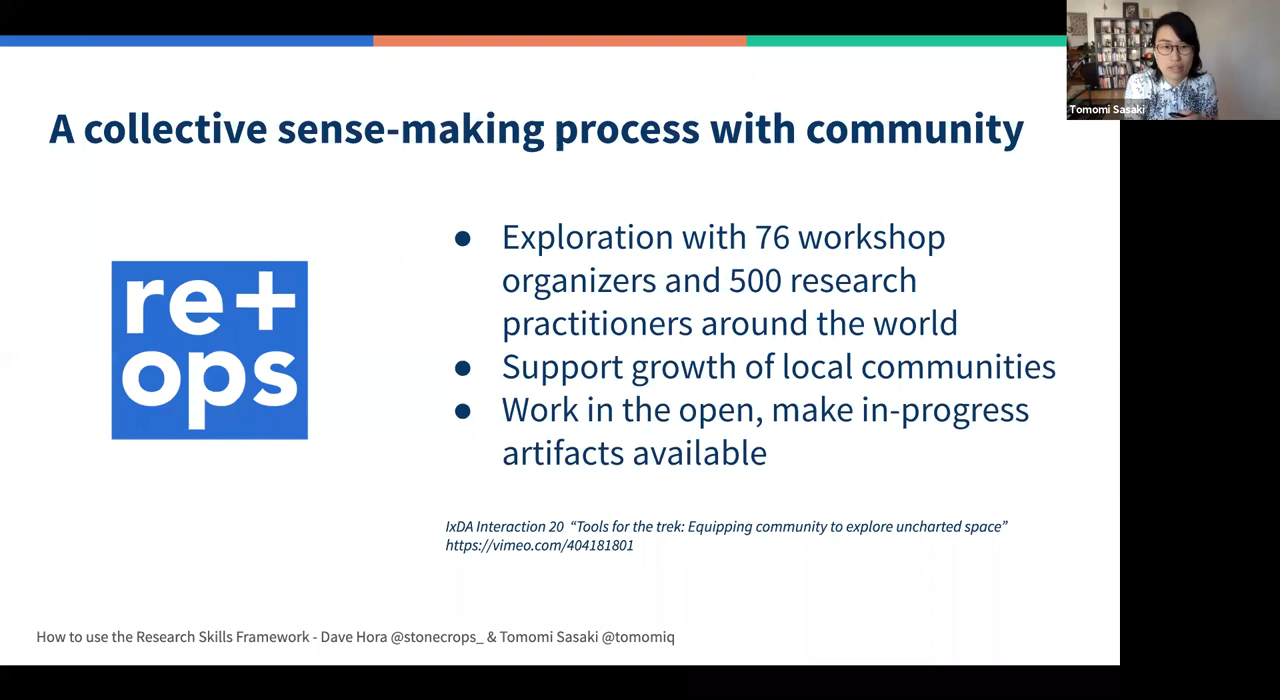 Tomomi Sasaki
A collective sense-making process with community
re+
ops
● Exploration with 76 workshop
organizers and 500 research
practitioners around the world
● Support growth of local communities
● Work in the open, make in-progress
artifacts available
IxDA Interaction 20 “Tools for the trek: Equipping community to explore uncharted space”
https://vimeo.com/404181801
How to use the Research Skills Framework - Dave Hora @stonecrops_ & Tomomi Sasaki @tomomiq